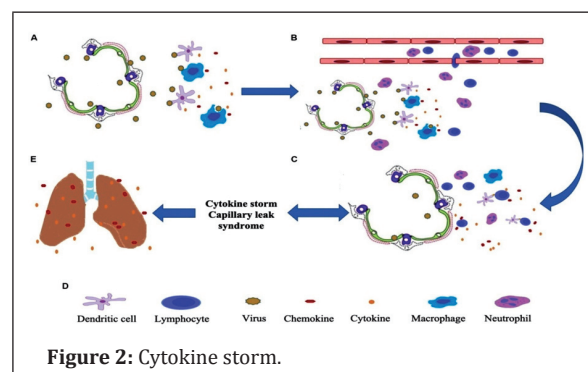 A
B
E
C
Cytokine storm
Capillary leak
syndrome
D
Dendritic cell Lymphocyte Virus Chemokine Cytokine Macrophage Neutrophil
Figure 2: Cytokine storm.